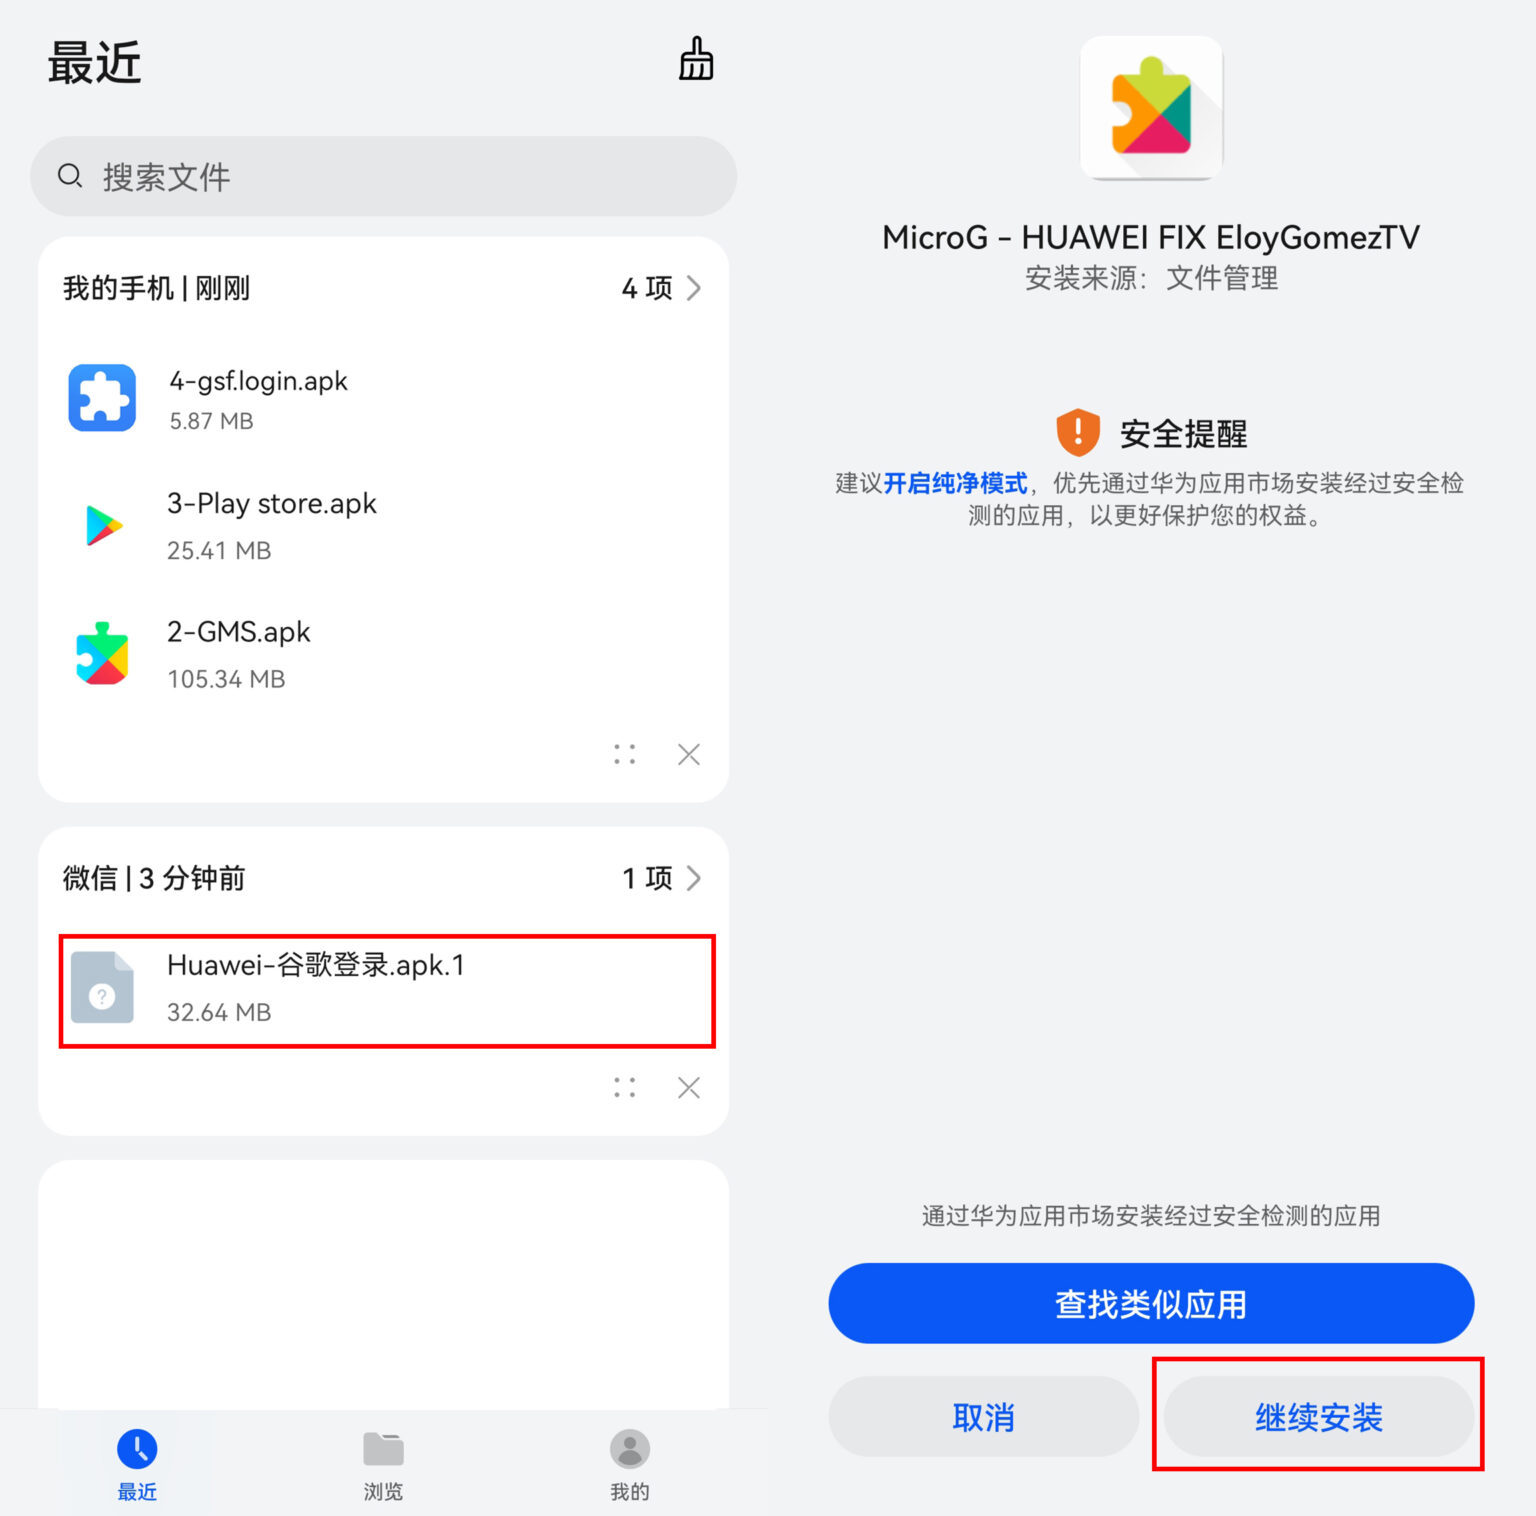 最近
搜索文件
我的手机 | 刚刚
4 项
4-gsf.login.apk
5.87 MB
3-Play store.apk
25.41 MB
2-GMS.apk
105.34 MB
微信 | 3 分钟前
1 项
Huawei-谷歌登录.apk.1
32.64 MB
最近
浏览
我的
MicroG - HUAWEI FIX EloyGomezTV
安装来源： 文件管理
安全提醒
建议开启纯净模式，优先通过华为应用市场安装经过安全检
测的应用，以更好保护您的权益。
通过华为应用市场安装经过安全检测的应用
查找类似应用
取消
继续安装